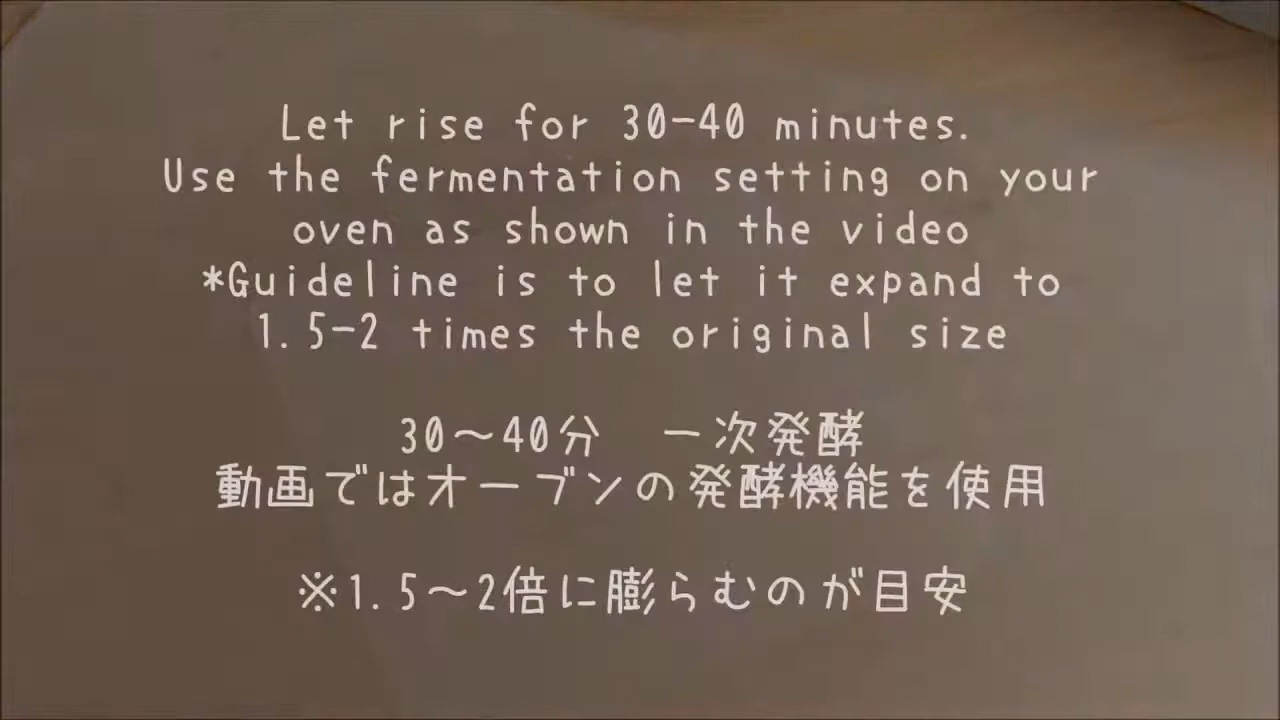 Let rise for 30-40 minutes.
Use the fermentation setting on your
oven as shown in the video
*Guideline is to let it expand to
1.5-2 times the original size
30～40分　一次発酵
動画ではオーブンの発酵機能を使用
※1.5～2倍に膨らむのが目安